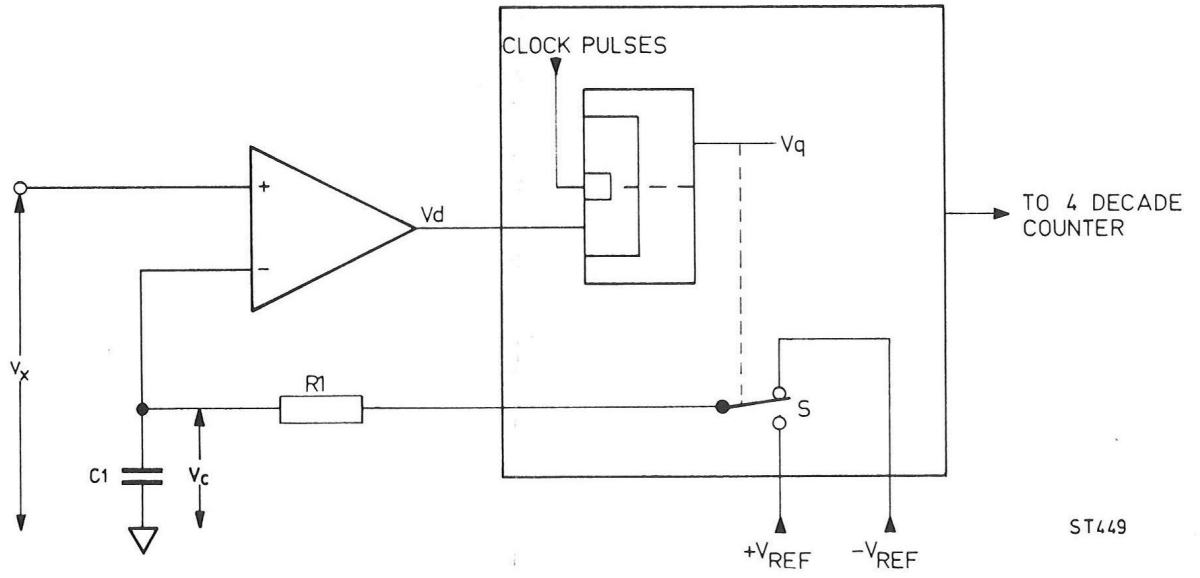 CLOCK PULSES
Vq
+
Vd
TO 4 DECADE
COUNTER
-
Vx
R1
S
C1
Vc
+VREF
-VREF
ST449